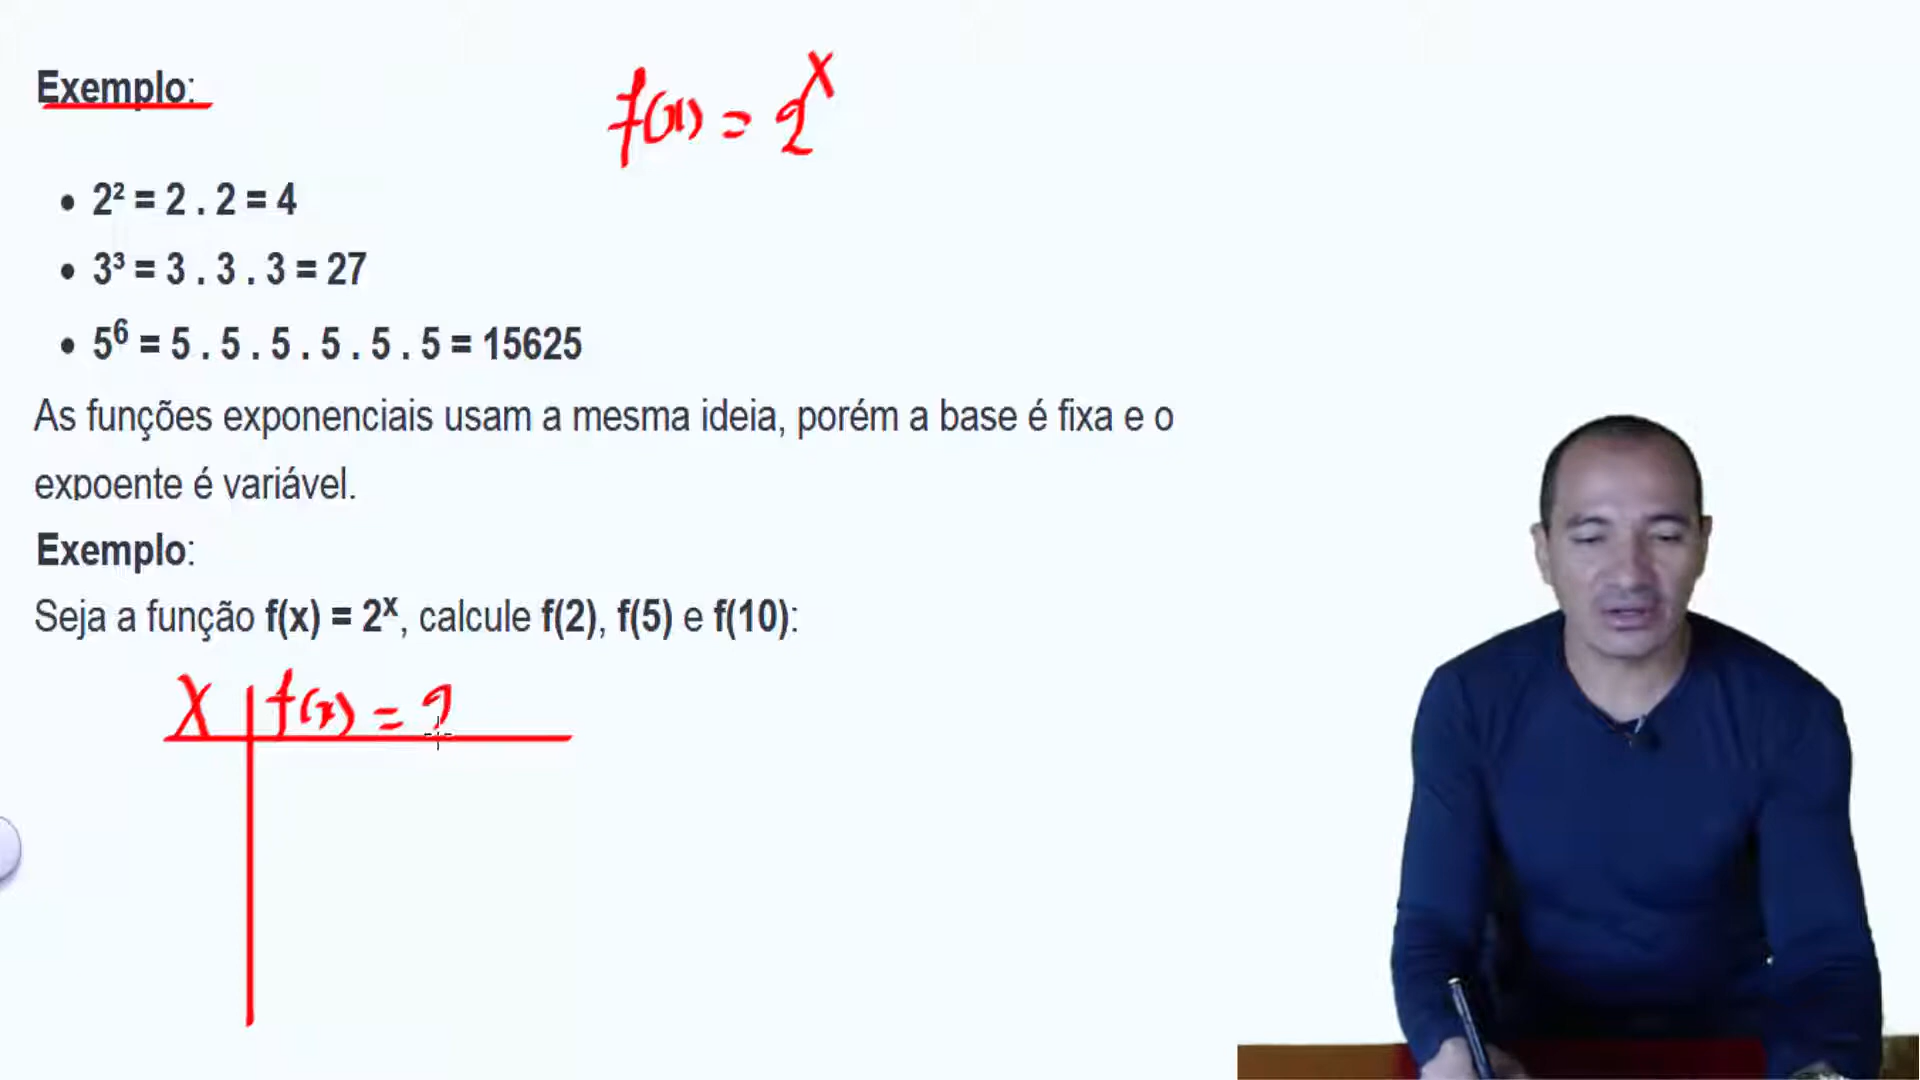 Exemplo:
f(x) = 2^x
• 2² = 2 . 2 = 4
• 3³ = 3 . 3 . 3 = 27
• 5⁶ = 5 . 5 . 5 . 5 . 5 . 5 = 15625
As funções exponenciais usam a mesma ideia, porém a base é fixa e o
expoente é variável.
Exemplo:
Seja a função f(x) = 2ˣ, calcule f(2), f(5) e f(10):
X | f(x) = 2